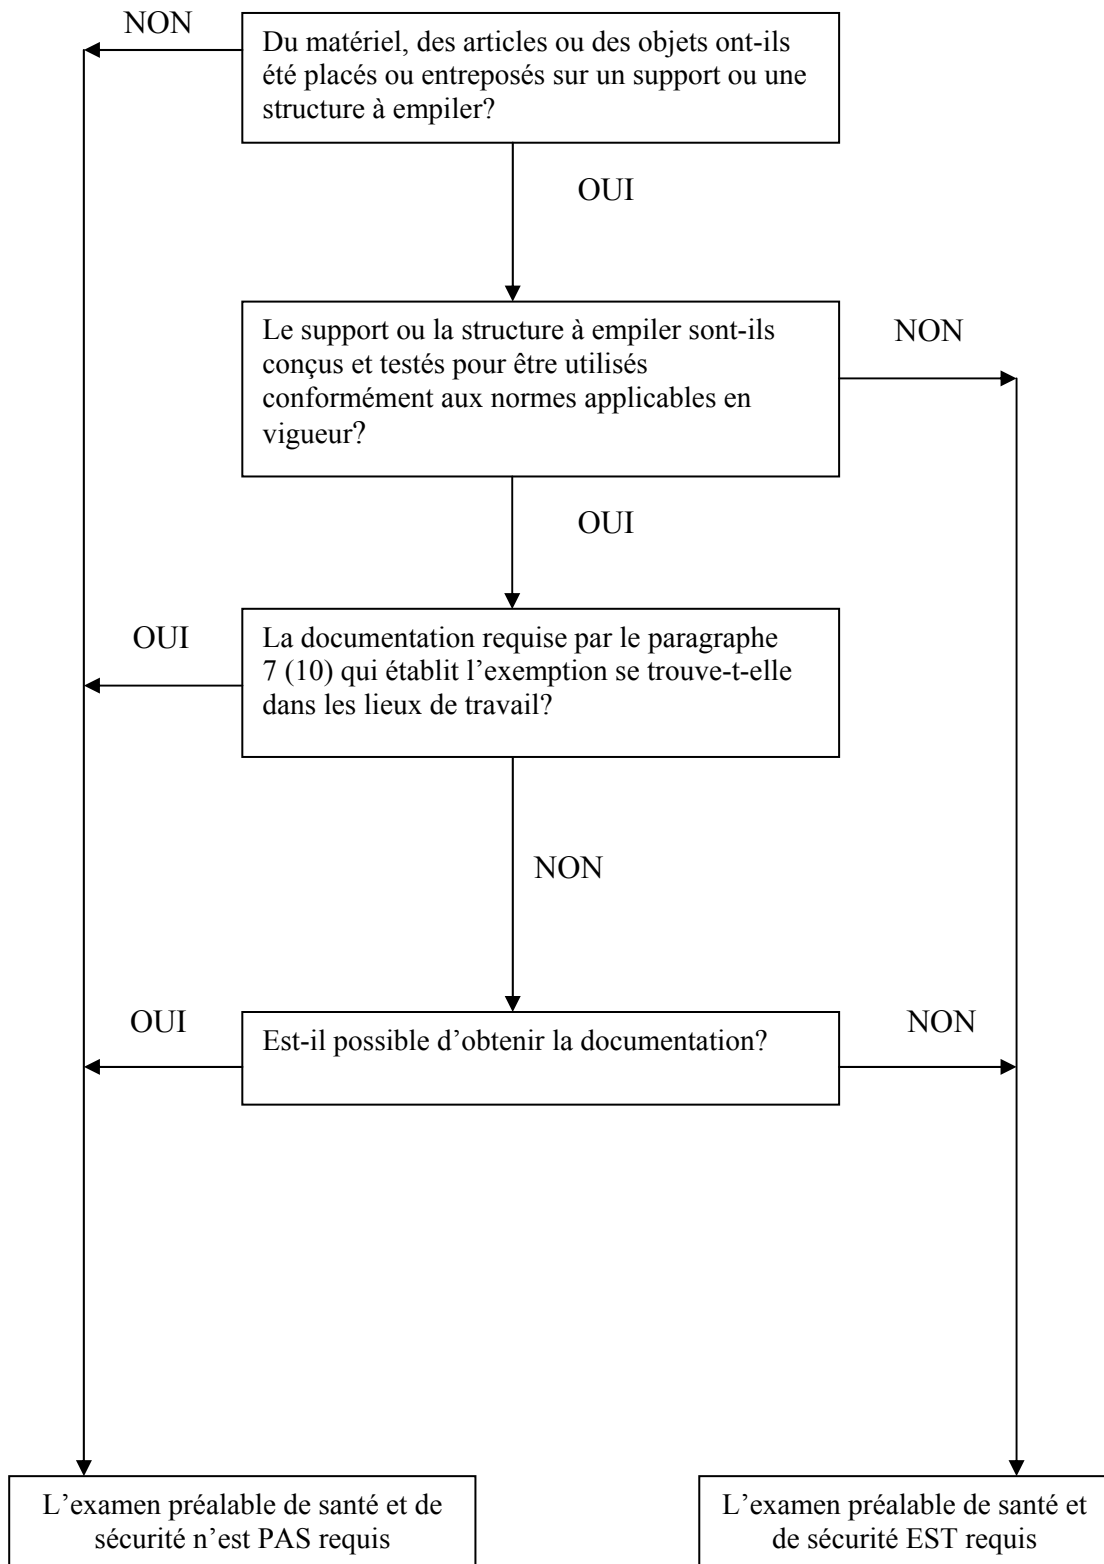 NON
Du matériel, des articles ou des objets ont-ils
été placés ou entreposés sur un support ou une
structure à empiler?
OUI
Le support ou la structure à empiler sont-ils
conçus et testés pour être utilisés
conformément aux normes applicables en
vigueur?
NON
OUI
OUI
La documentation requise par le paragraphe
7 (10) qui établit l’exemption se trouve-t-elle
dans les lieux de travail?
NON
OUI
Est-il possible d’obtenir la documentation?
NON
L’examen préalable de santé et de
sécurité n’est PAS requis
L’examen préalable de santé et
de sécurité EST requis